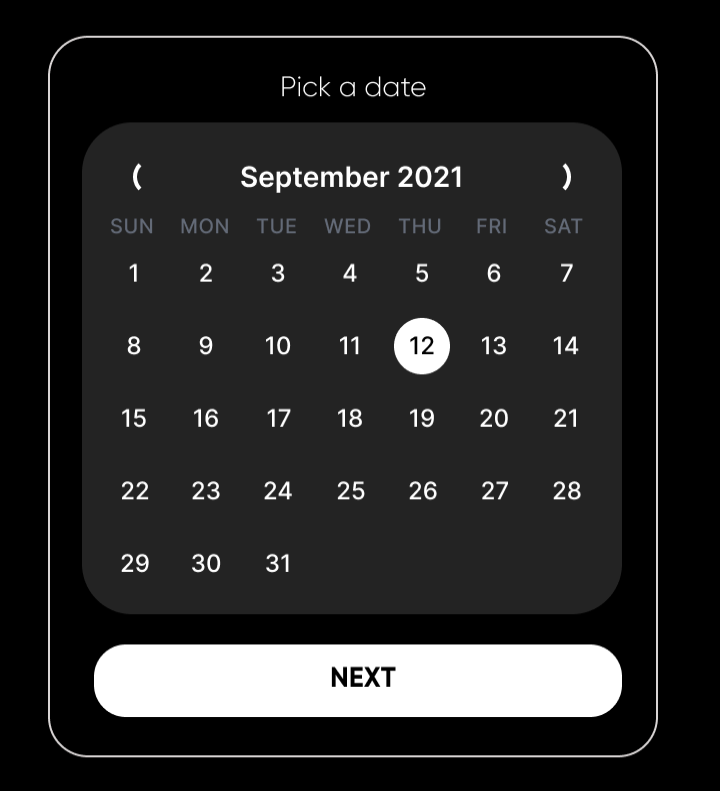 Pick a date
September 2021
SUN MON TUE WED THU FRI SAT
1 2 3 4 5 6 7
8 9 10 11 12 13 14
15 16 17 18 19 20 21
22 23 24 25 26 27 28
29 30 31
NEXT